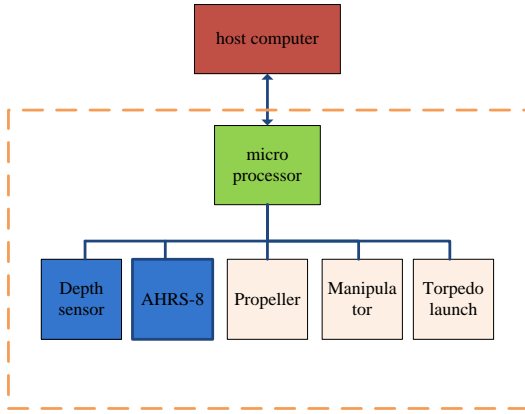 host computer
micro
processor
Depth
sensor
AHRS-8
Propeller
Manipula
tor
Torpedo
launch